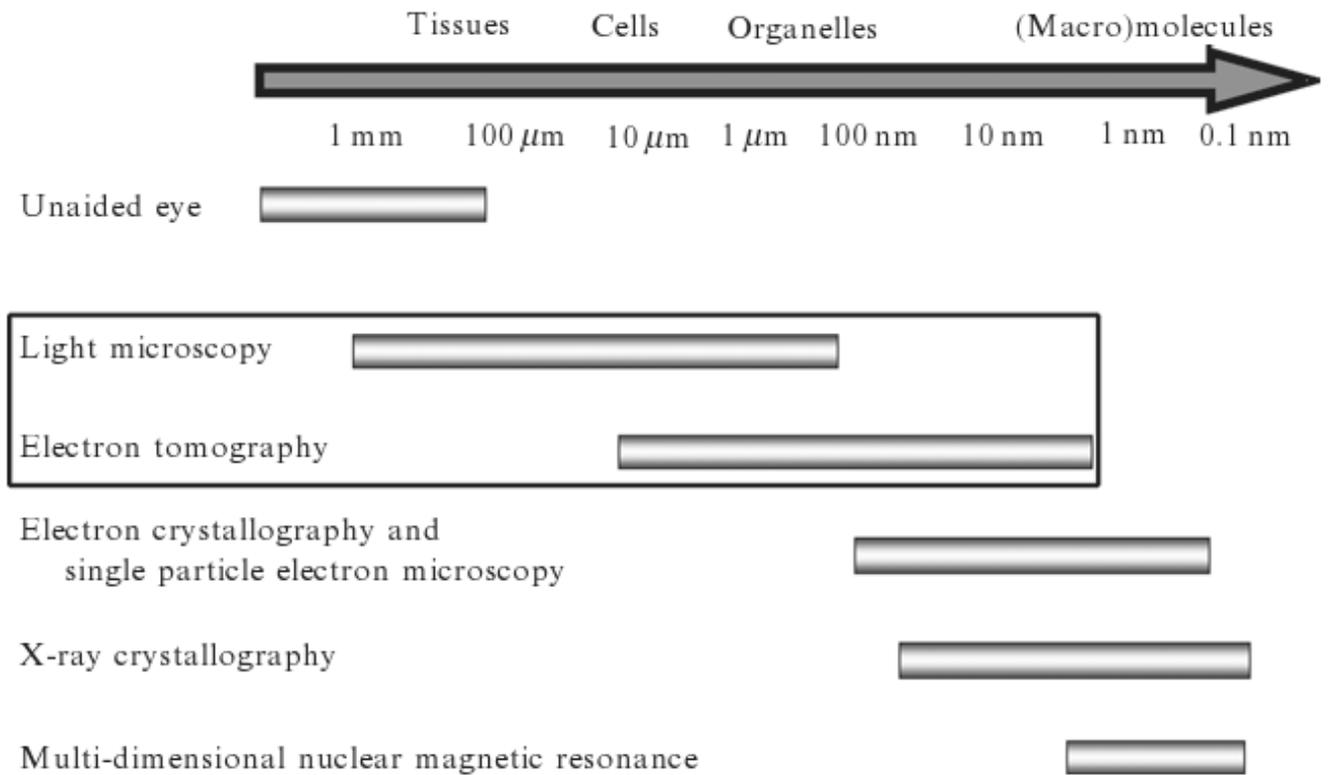 Tissues Cells Organelles (Macro)molecules
1 mm 100 μm 10 μm 1 μm 100 nm 10 nm 1 nm 0.1 nm
Unaided eye
Light microscopy
Electron tomography
Electron crystallography and
single particle electron microscopy
X-ray crystallography
Multi-dimensional nuclear magnetic resonance